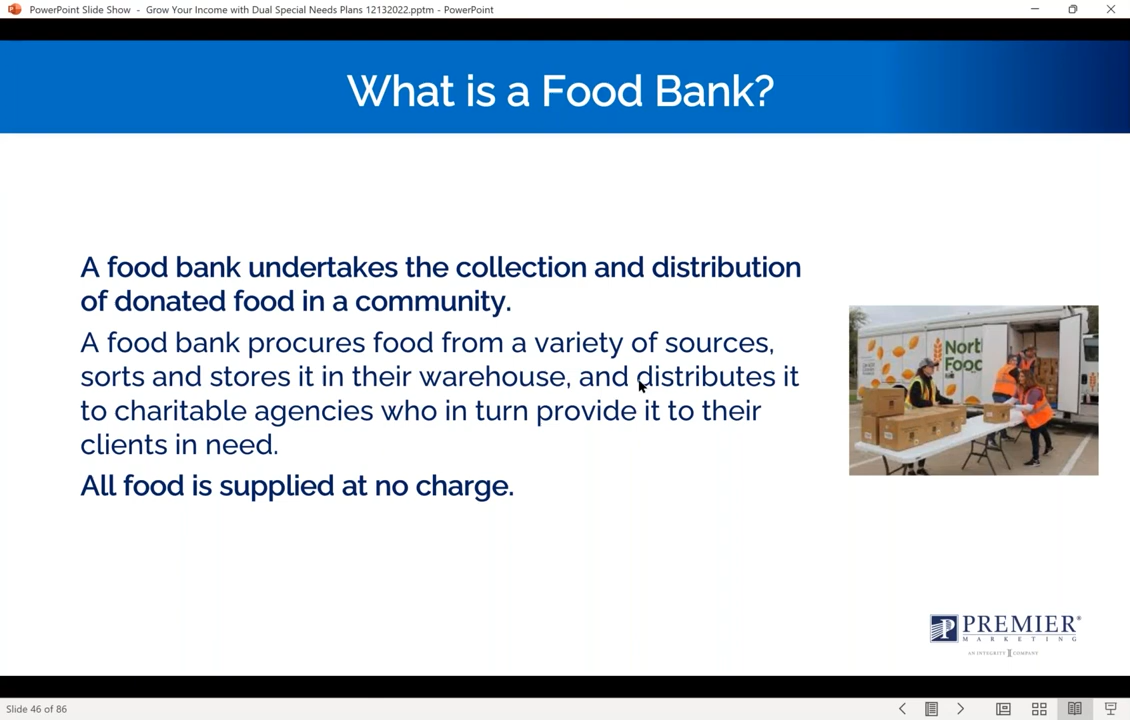 PowerPoint Slide Show - Grow Your Income with Dual Special Needs Plans 12132022.pptm - PowerPoint
What is a Food Bank?
A food bank undertakes the collection and distribution
of donated food in a community.
A food bank procures food from a variety of sources,
sorts and stores it in their warehouse, and distributes it
to charitable agencies who in turn provide it to their
clients in need.
All food is supplied at no charge.
Nort
Food
PREMIER®
MARKETING
AN INTEGRITY COMPANY
Slide 46 of 86